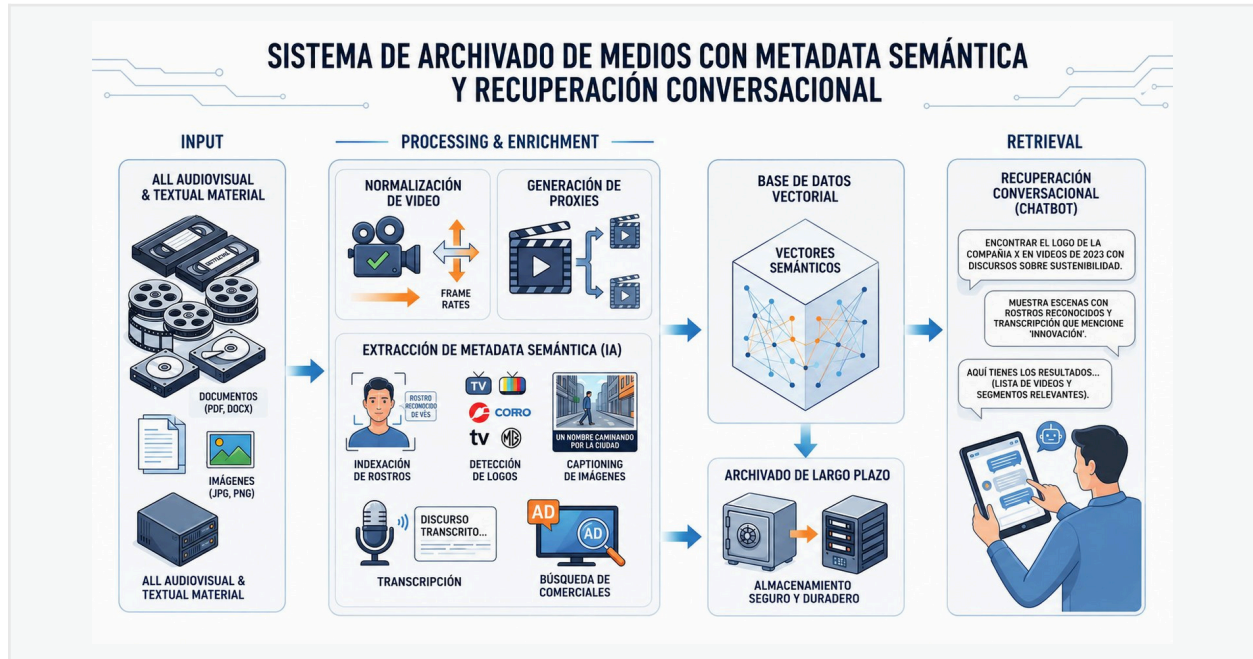 SISTEMA DE ARCHIVADO DE MEDIOS CON METADATA SEMÁNTICA
Y RECUPERACIÓN CONVERSACIONAL
INPUT
ALL AUDIOVISUAL
& TEXTUAL MATERIAL
DOCUMENTOS
(PDF, DOCX)
IMÁGENES
(JPG, PNG)
ALL AUDIOVISUAL &
TEXTUAL MATERIAL
PROCESSING & ENRICHMENT
NORMALIZACIÓN
DE VIDEO
FRAME
RATES
GENERACIÓN DE
PROXIES
EXTRACCIÓN DE METADATA SEMÁNTICA (IA)
ROSTRO
RECONOCIDO
DE VÉS
INDEXACIÓN
DE ROSTROS
TV
CORRO
tv
MB
DETECCIÓN
DE LOGOS
UN NOMBRE CAMINANDO
POR LA CIUDAD
CAPTIONING
DE IMÁGENES
DISCURSO
TRANSCRITO...
TRANSCRIPCIÓN
AD
AD
BÚSQUEDA DE
COMERCIALES
BASE DE DATOS
VECTORIAL
VECTORES
SEMÁNTICOS
ARCHIVADO DE LARGO PLAZO
ALMACENAMIENTO
SEGURO Y DURADERO
RETRIEVAL
RECUPERACIÓN
CONVERSACIONAL
(CHATBOT)
ENCONTRAR EL LOGO DE LA
COMPAÑIA X EN VIDEOS DE 2023 CON
DISCURSOS SOBRE SUSTENIBILIDAD.
MUESTRA ESCENAS CON
ROSTROS RECONOCIDOS Y
TRANSCRIPCIÓN QUE MENCIONE
'INNOVACIÓN'.
AQUÍ TIENES LOS RESULTADOS...
(LISTA DE VIDEOS Y
SEGMENTOS RELEVANTES).